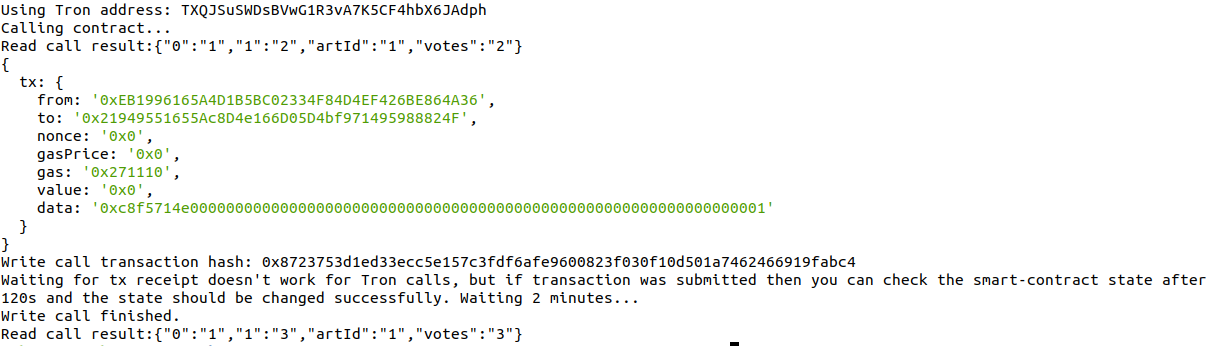 Using Tron address: TXQJSuSWDsBVwG1R3vA7K5CF4hbX6JAdph
Calling contract...
Read call result:{"0":"1","1":"2","artId":"1","votes":"2"}
{
  tx: {
    from: '0xEB1996165A4D1B5BC02334F84D4EF426BE864A36',
    to: '0x21949551655Ac8D4e166D05D4bf971495988824F',
    nonce: '0x0',
    gasPrice: '0x0',
    gas: '0x271110',
    value: '0x0',
    data: '0xc8f5714e0000000000000000000000000000000000000000000000000000000000000001'
  }
}
Write call transaction hash: 0x8723753d1ed33ecc5e157c3fdf6afe9600823f030f10d501a7462466919fabc4
Waiting for tx receipt doesn't work for Tron calls, but if transaction was submitted then you can check the smart-contract state after
120s and the state should be changed successfully. Waiting 2 minutes...
Write call finished.
Read call result:{"0":"1","1":"3","artId":"1","votes":"3"}